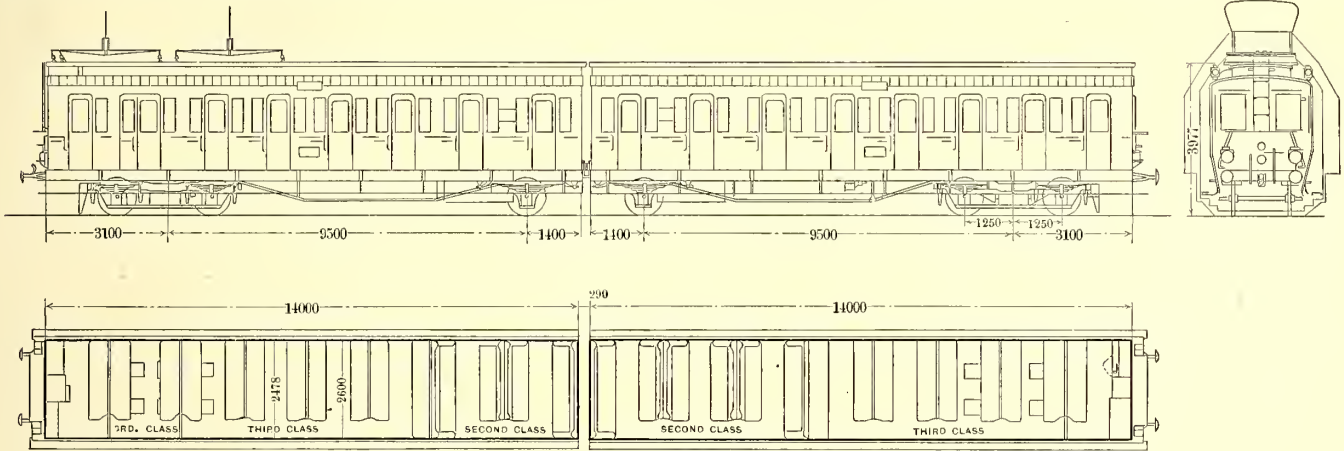 3977
3100 9500 1400 1400 9500 1250 1250 3100
14000 290 14000
2478 2600
3RD. CLASS THIRD CLASS SECOND CLASS SECOND CLASS THIRD CLASS